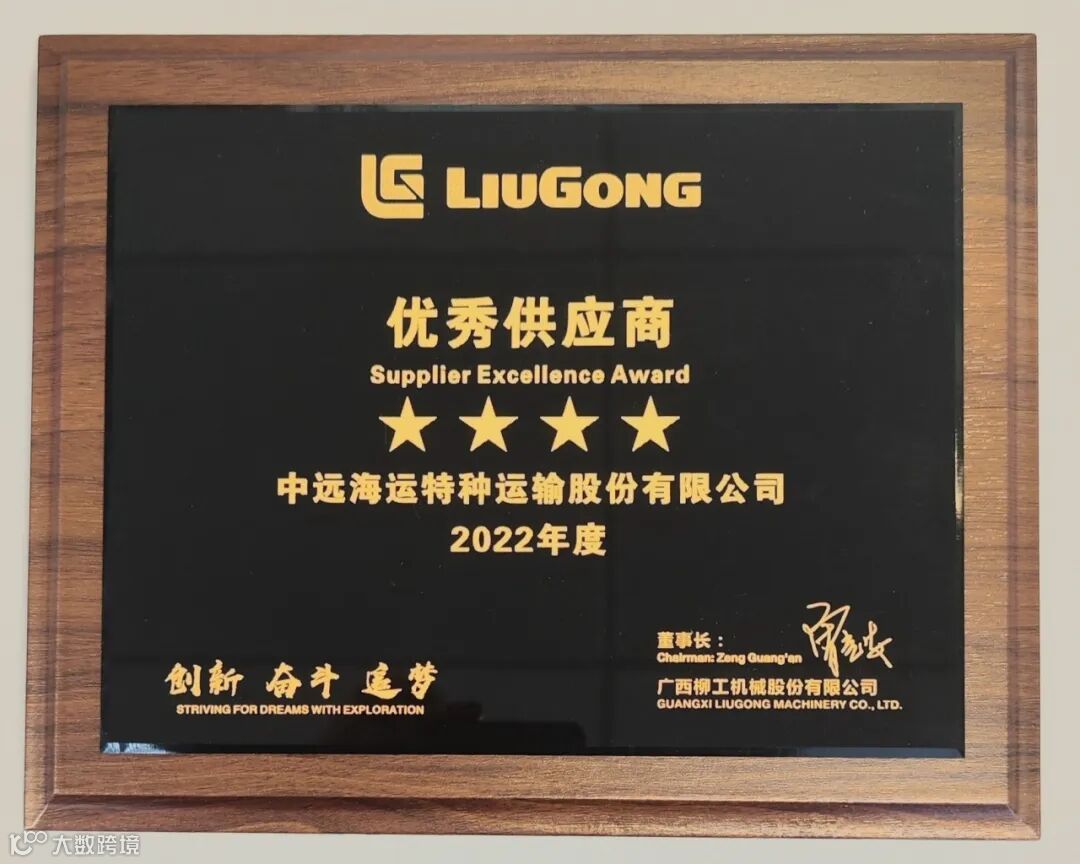 LG LIUGONG
优秀供应商
Supplier Excellence Award
中远海运特种运输股份有限公司
2022年度
董事长：
Chairman: Zeng Guang'an
广西柳工机械股份有限公司
GUANGXI LIUGONG MACHINERY CO., LTD.
创新 奋斗 追梦
STRIVING FOR DREAMS WITH EXPLORATION
大数跨境